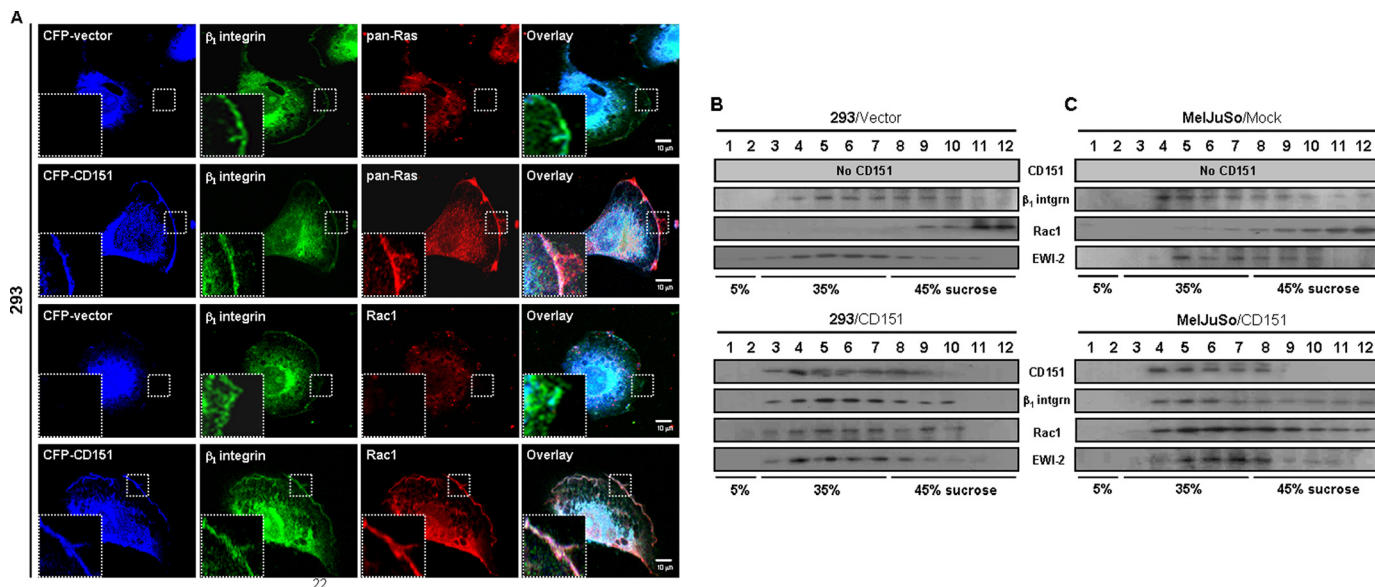 A
293
CFP-vector β1 integrin pan-Ras Overlay
10 μm
CFP-CD151 β1 integrin pan-Ras Overlay
10 μm
CFP-vector β1 integrin Rac1 Overlay
10 μm
CFP-CD151 β1 integrin Rac1 Overlay
10 μm
22
B
293/Vector
1 2 3 4 5 6 7 8 9 10 11 12
No CD151
CD151
β1 intgrn
Rac1
EWI-2
5% 35% 45% sucrose
293/CD151
1 2 3 4 5 6 7 8 9 10 11 12
CD151
β1 intgrn
Rac1
EWI-2
5% 35% 45% sucrose
C
MelJuSo/Mock
1 2 3 4 5 6 7 8 9 10 11 12
No CD151
5% 35% 45% sucrose
MelJuSo/CD151
1 2 3 4 5 6 7 8 9 10 11 12
5% 35% 45% sucrose